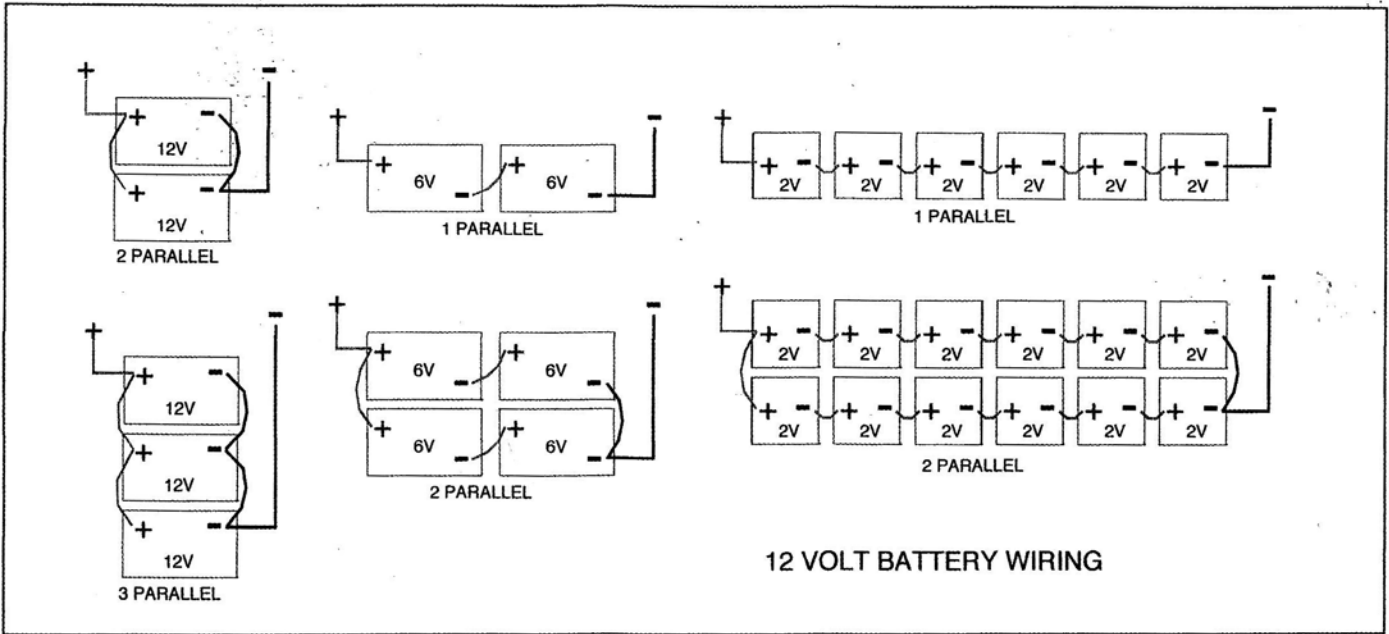 + -
+ -
12V
+ -
12V
2 PARALLEL
+ -
+ - + -
6V 6V
1 PARALLEL
+ -
+ - + - + - + - + - + -
2V 2V 2V 2V 2V 2V
1 PARALLEL
+ -
+ -
12V
+ -
12V
+ -
12V
3 PARALLEL
+ -
+ - + -
6V 6V
+ - + -
6V 6V
2 PARALLEL
+ -
+ - + - + - + - + - + -
2V 2V 2V 2V 2V 2V
+ - + - + - + - + - + -
2V 2V 2V 2V 2V 2V
2 PARALLEL
12 VOLT BATTERY WIRING